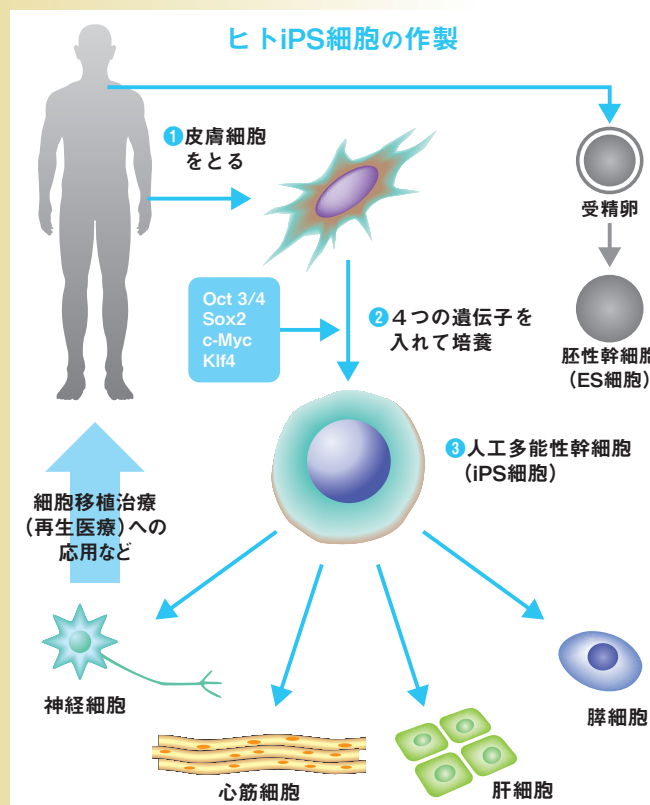 ヒトiPS細胞の作製
❶皮膚細胞
をとる
受精卵
Oct 3/4
Sox2
c-Myc
Klf4
❷４つの遺伝子を
入れて培養
胚性幹細胞
（ES細胞）
❸人工多能性幹細胞
（iPS細胞）
細胞移植治療
（再生医療）への
応用など
神経細胞
膵細胞
心筋細胞
肝細胞